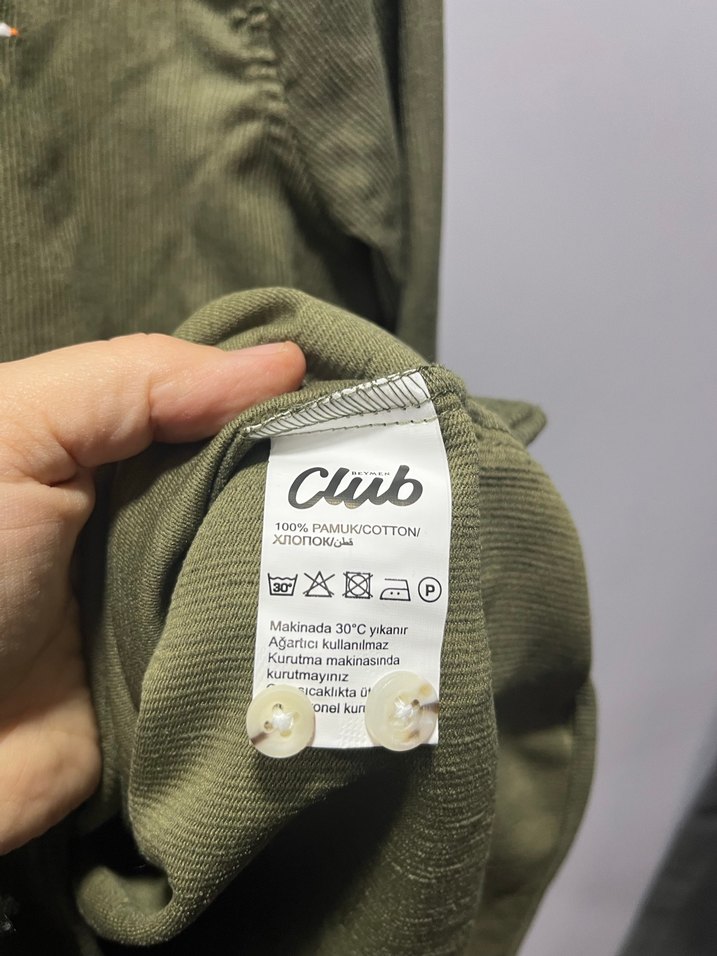 BEYMEN
Club
100% PAMUK/COTTON/
ХЛОПОК/قطن
30°
P
Makinada 30°C yıkanır
Ağartıcı kullanılmaz
Kurutma makinasında
kurutmayınız